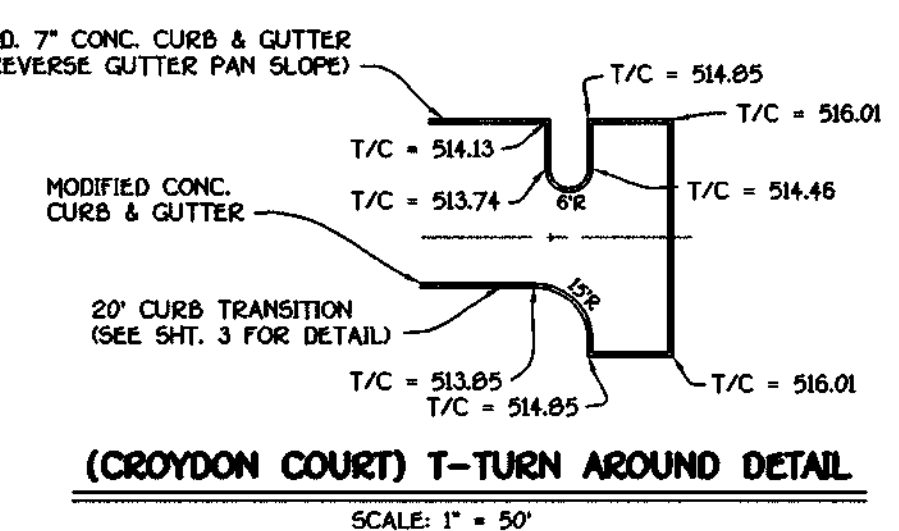 7" CONC. CURB & GUTTER
GUTTER PAN SLOPE)
T/C = 514.85
T/C = 516.01
T/C = 514.13
MODIFIED CONC.
CURB & GUTTER
T/C = 513.74
6'R
T/C = 514.46
15'R
20' CURB TRANSITION
(SEE SHT. 3 FOR DETAIL)
T/C = 513.85
T/C = 514.85
T/C = 516.01
(CROYDON COURT) T-TURN AROUND DETAIL
SCALE: 1" = 50'